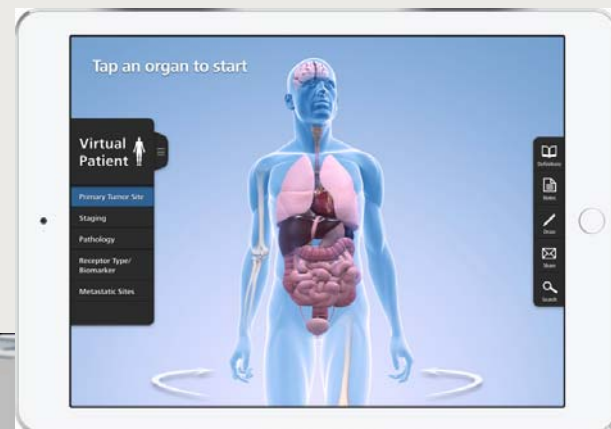 Tap an organ to start
Virtual
Patient
Primary Tumor Site
Staging
Pathology
Receptor Type/
Biomarker
Metastatic Sites
Definitions
Notes
Draw
Share
Search